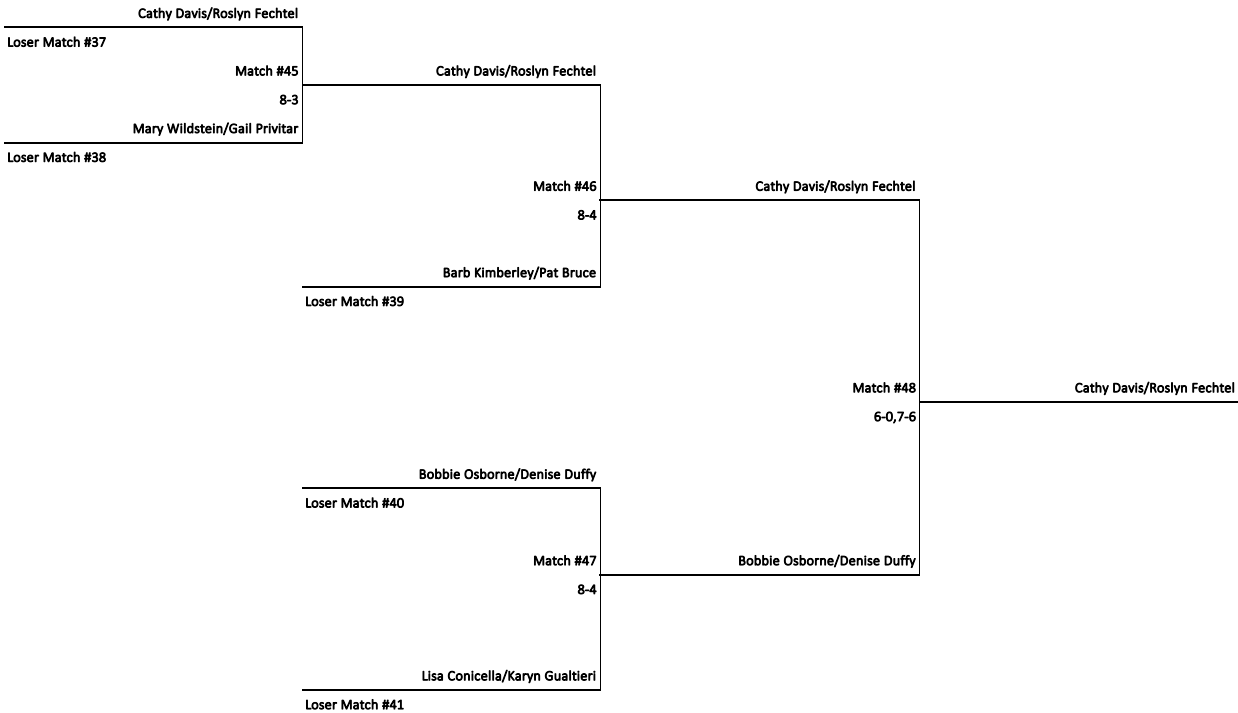 Cathy Davis/Roslyn Fechtel
Loser Match #37
Match #45
Cathy Davis/Roslyn Fechtel
8-3
Mary Wildstein/Gail Privitar
Loser Match #38
Match #46
Cathy Davis/Roslyn Fechtel
8-4
Barb Kimberley/Pat Bruce
Loser Match #39
Match #48
Cathy Davis/Roslyn Fechtel
6-0,7-6
Bobbie Osborne/Denise Duffy
Loser Match #40
Match #47
Bobbie Osborne/Denise Duffy
8-4
Lisa Conicella/Karyn Gualtieri
Loser Match #41